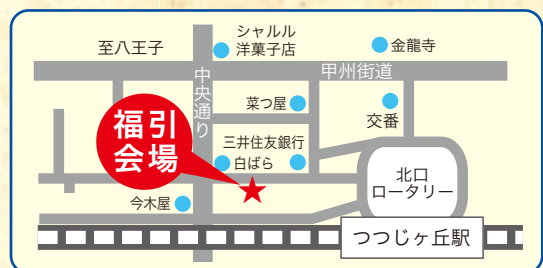 シャルル
洋菓子店
至八王子
金龍寺
甲州街道
中央通り
菜つ屋
交番
福引
会場
三井住友銀行
白ばら
北口
ロータリー
今木屋
つつじヶ丘駅